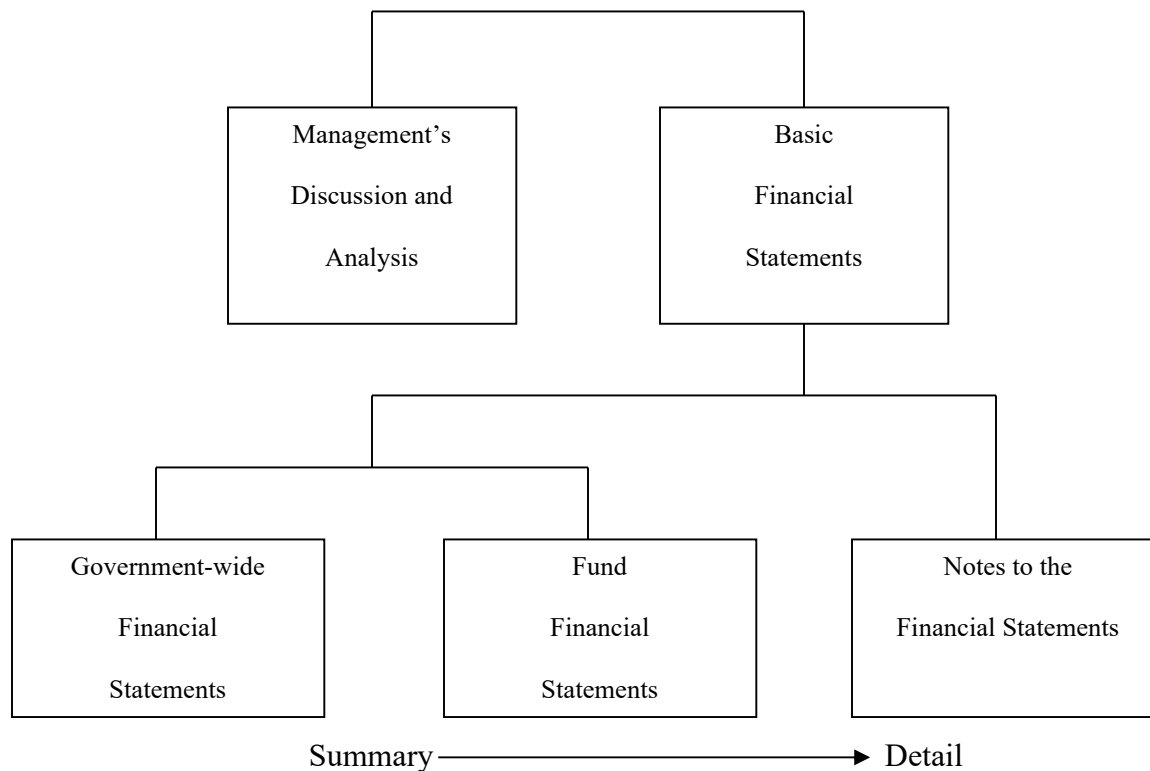 Management’s
Discussion and
Analysis
Basic
Financial
Statements
Government-wide
Financial
Statements
Fund
Financial
Statements
Notes to the
Financial Statements
Summary
Detail